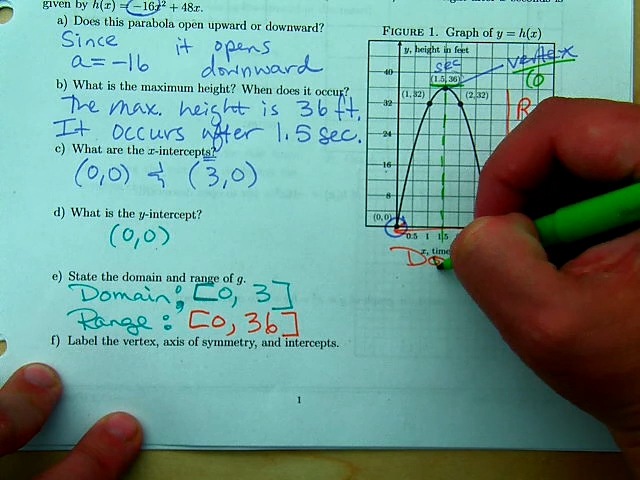 given by h(x) = −16x² + 48x.
a) Does this parabola open upward or downward?
Since it opens
a = −16 downward
b) What is the maximum height? When does it occur?
The max. height is 36 ft.
It occurs after 1.5 sec.
c) What are the x-intercepts?
(0,0) & (3,0)
d) What is the y-intercept?
(0,0)
e) State the domain and range of g.
Domain: [0, 3]
Range: [0, 36]
f) Label the vertex, axis of symmetry, and intercepts.
1
FIGURE 1. Graph of y = h(x)
y, height in feet
sec
vertex
(1.5, 36)
40
(1, 32)
(2, 32)
R
32
24
16
8
(0, 0)
0.5 1 1.5
x, time
Do